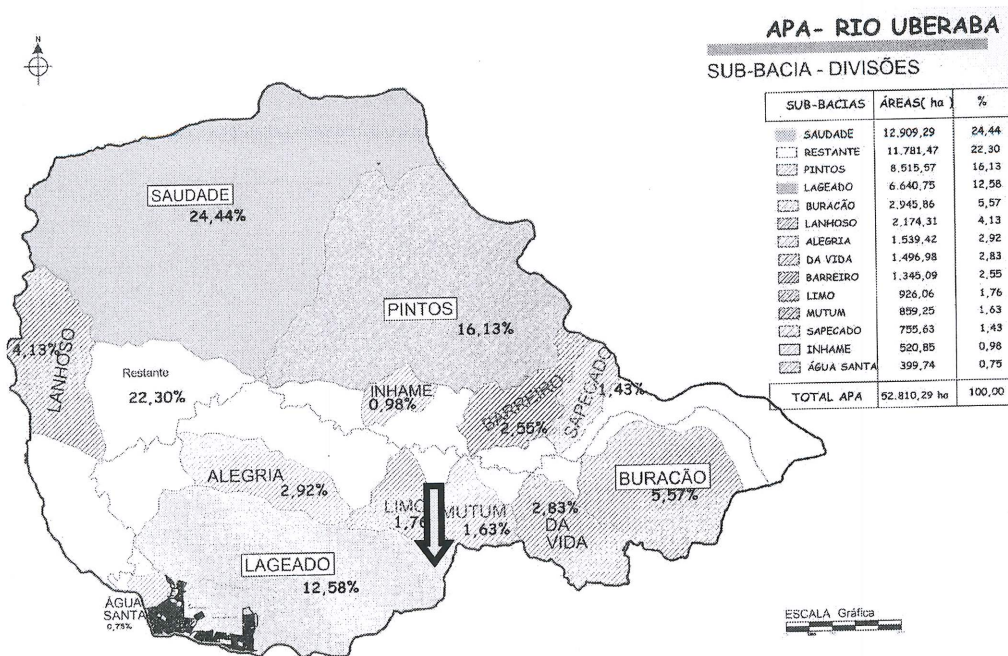 APA- RIO UBERABA
SUB-BACIA - DIVISÕES
SUB-BACIAS ÁREAS( ha ) %
SAUDADE 12.909,29 24,44
RESTANTE 11.781,47 22,30
PINTOS 8.515,57 16,13
LAGEADO 6.640,75 12,58
BURACÃO 2.945,86 5,57
LANHOSO 2.174,31 4,13
ALEGRIA 1.539,42 2,92
DA VIDA 1.496,98 2,83
BARREIRO 1.345,09 2,55
LIMO 926,06 1,76
MUTUM 859,25 1,63
SAPECADO 755,63 1,43
INHAME 520,85 0,98
ÁGUA SANTA 399,74 0,75
TOTAL APA 52.810,29 ha 100,00
N
SAUDADE
24,44%
PINTOS
16,13%
4,13%
LANHOSO
Restante
22,30%
INHAME
0,98%
BARREIRO
2,55%
SAPECADO
1,43%
ALEGRIA
2,92%
LIMO
1,76
MUTUM
1,63%
2,83%
DA
VIDA
BURACÃO
5,57%
LAGEADO
12,58%
ÁGUA
SANTA
0,75%
ESCALA Gráfica